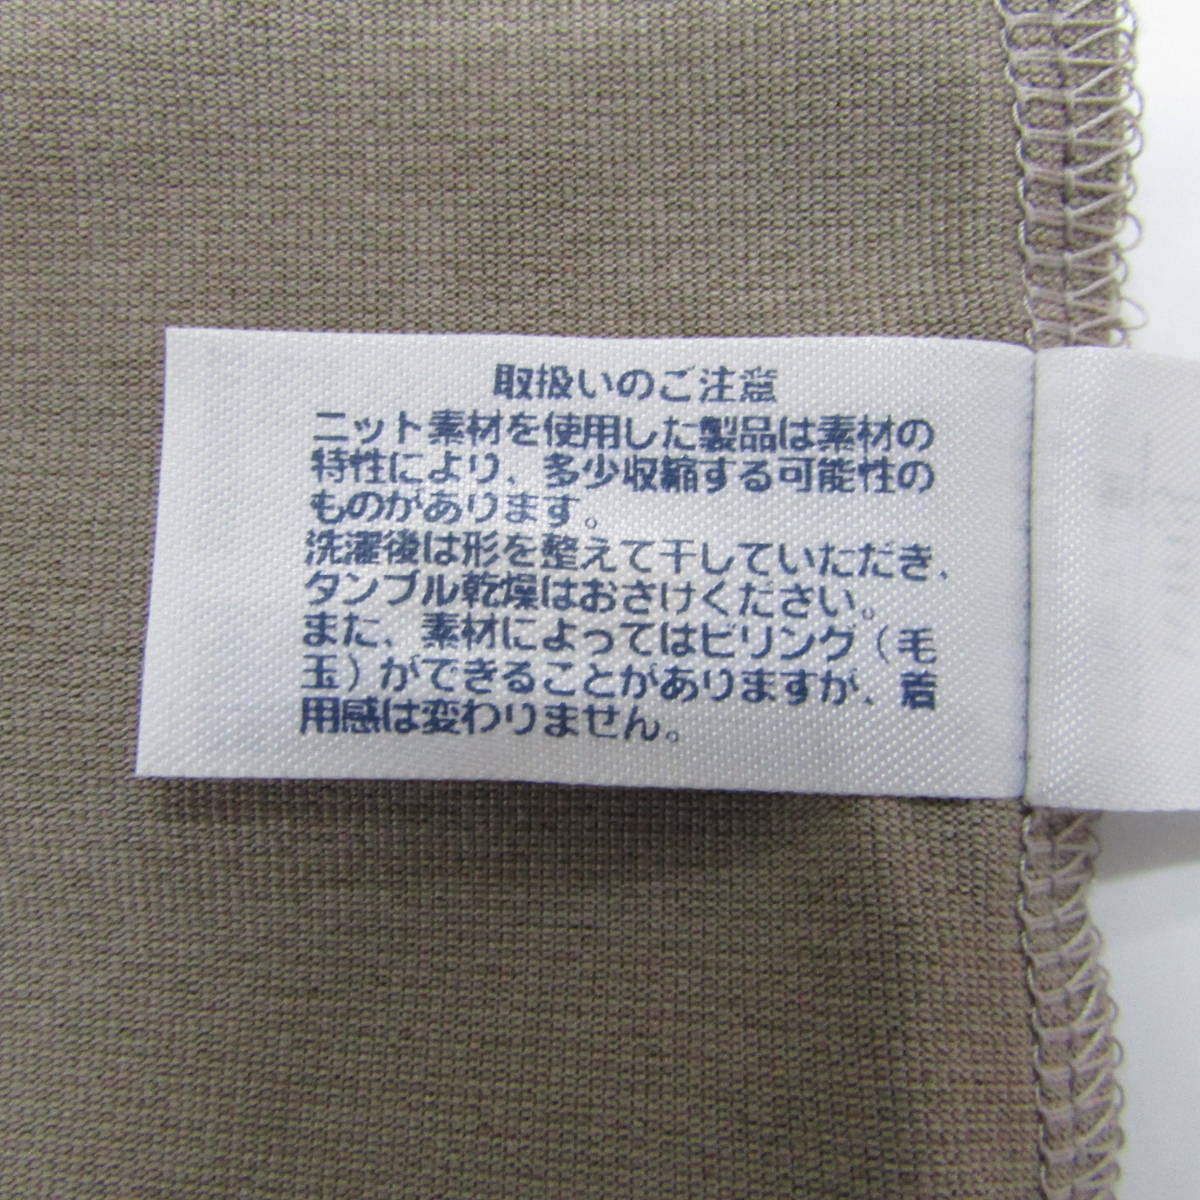 取扱いのご注意
ニット素材を使用した製品は素材の
特性により、多少収縮する可能性の
ものがあります。
洗濯後は形を整えて干していただき、
タンブル乾燥はおさけください。
また、素材によってはピリング（毛
玉）ができることがありますが、着
用感は変わりません。